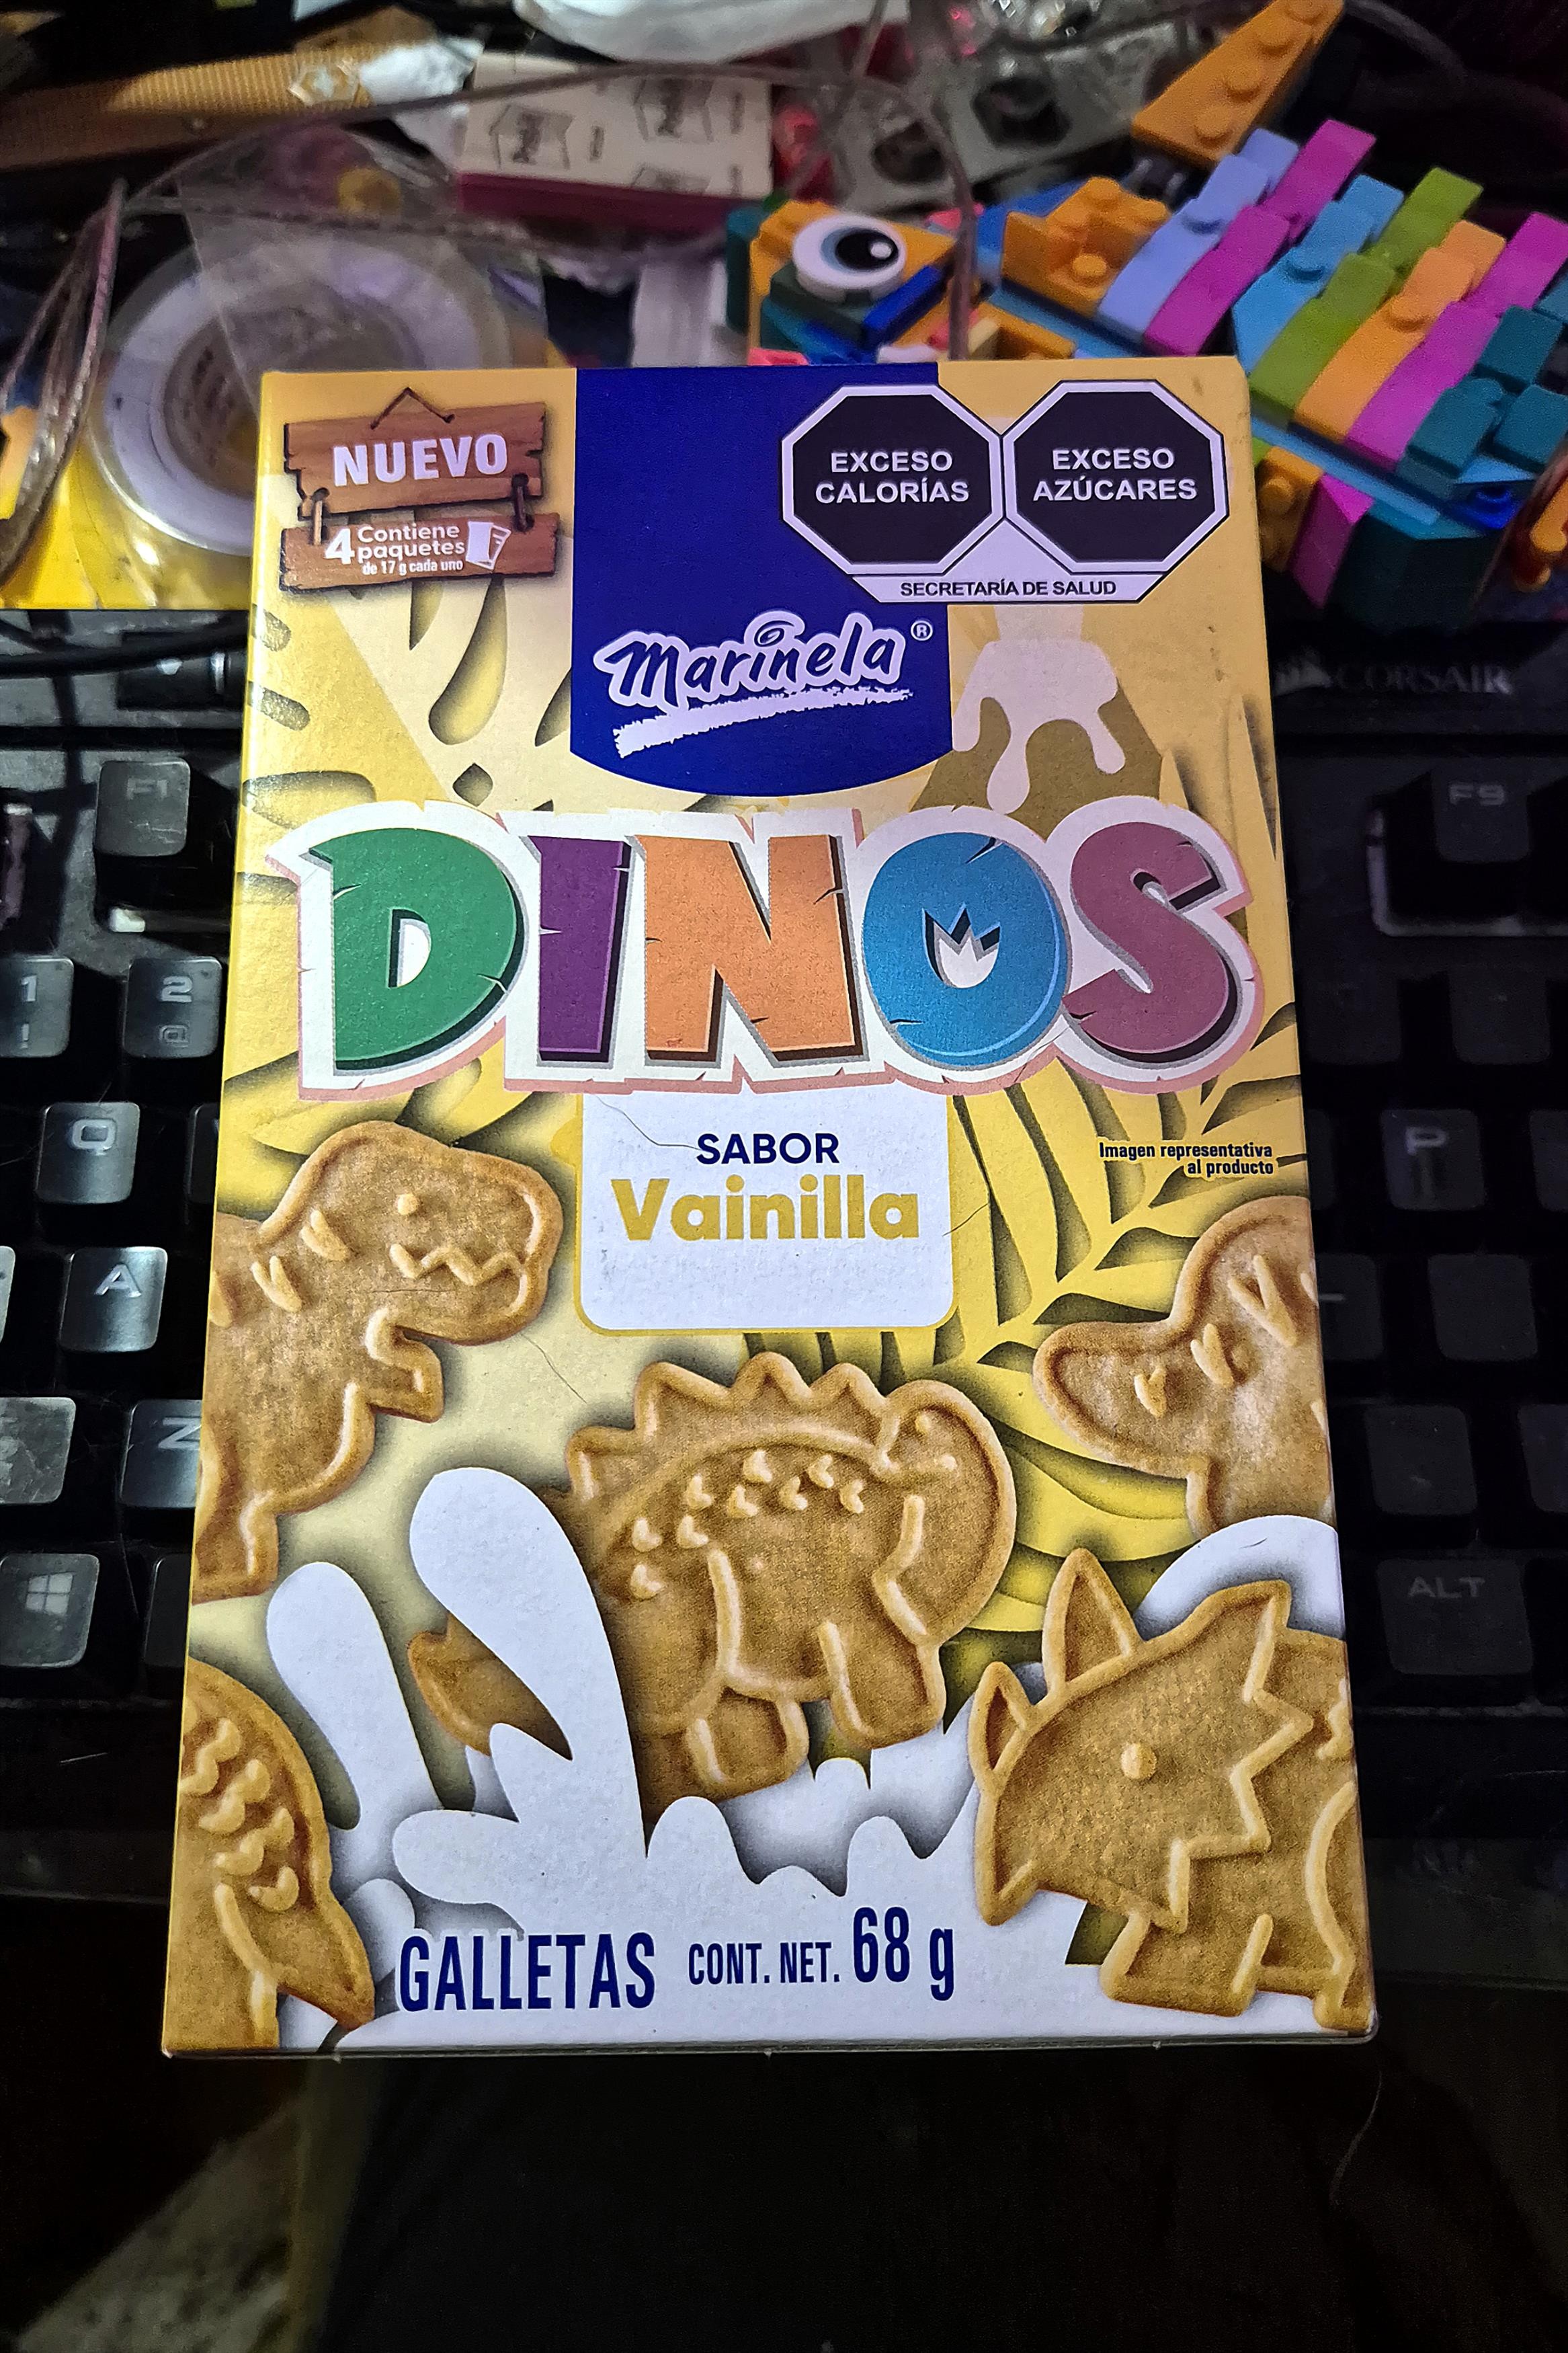 NUEVO
4 Contiene
paquetes
de 17 g cada uno
EXCESO
CALORÍAS
EXCESO
AZÚCARES
SECRETARÍA DE SALUD
Marinela®
DINOS
SABOR
Vainilla
Imagen representativa
al producto
GALLETAS CONT. NET. 68 g
CORSAIR
F1
F9
1
!
2
@
Q
P
A
Z
ALT